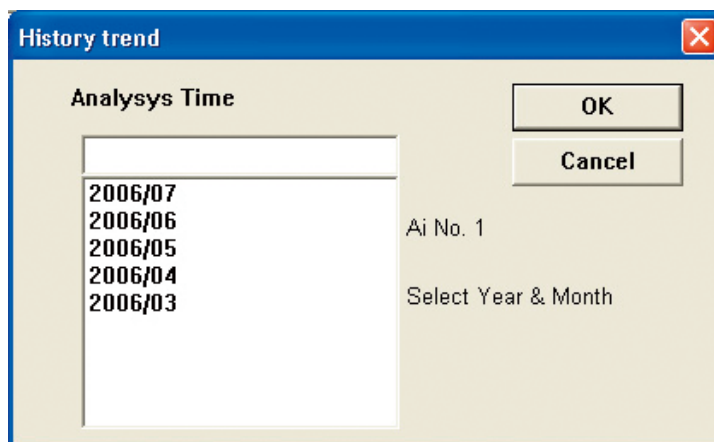 History trend
Analysys Time
OK
Cancel
2006/07
2006/06
2006/05
2006/04
2006/03
Ai No. 1
Select Year & Month